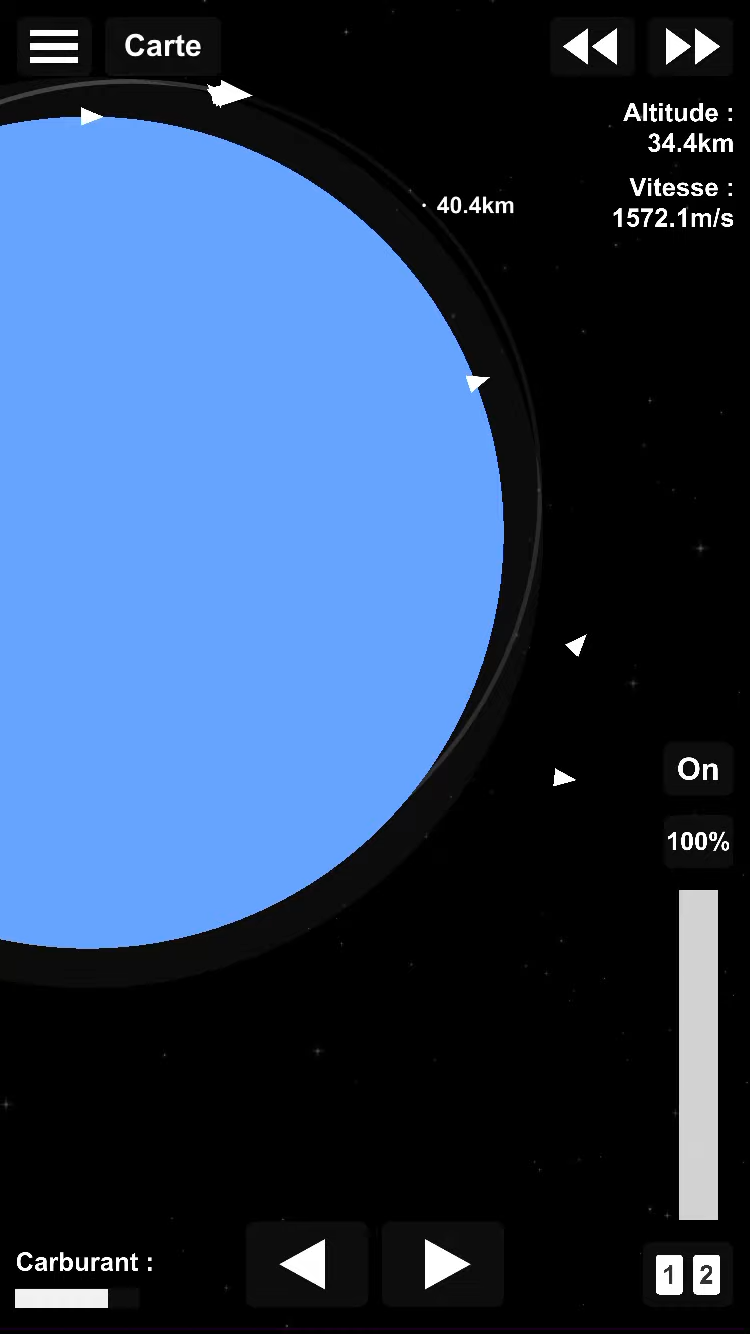 Carte
Altitude :
34.4km
Vitesse :
1572.1m/s
40.4km
On
100%
Carburant :
1 2